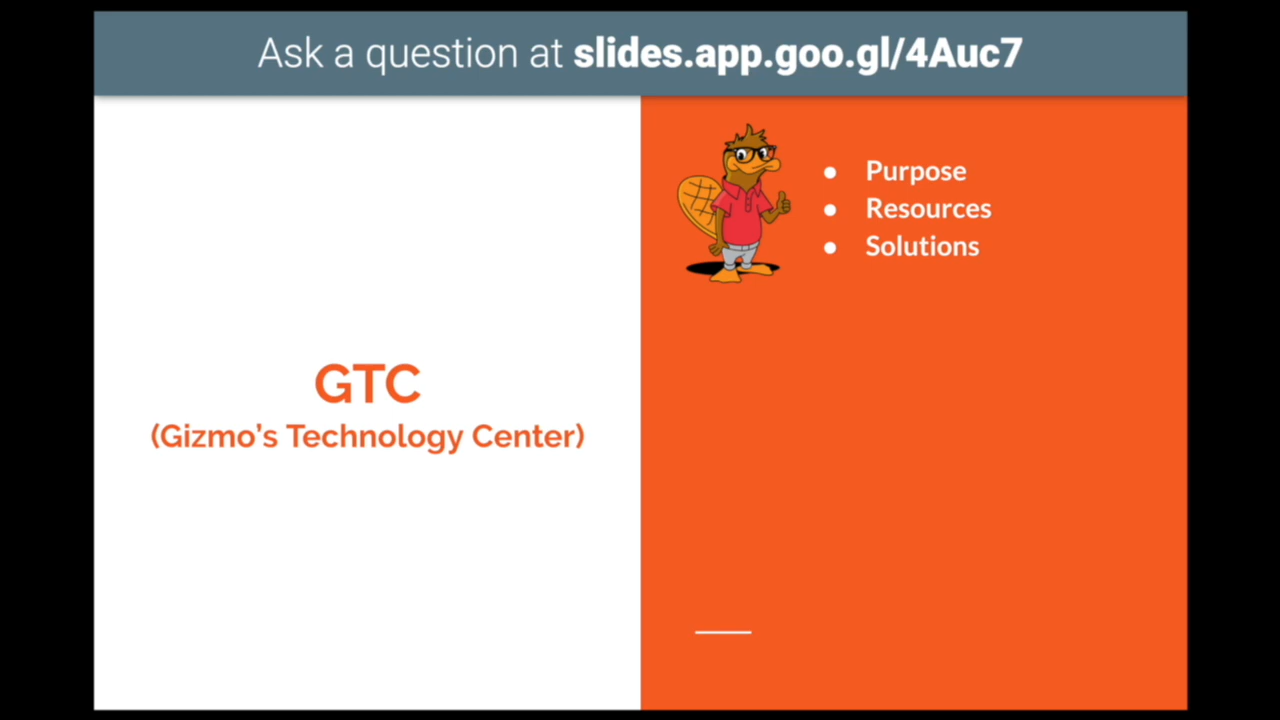 Ask a question at slides.app.goo.gl/4Auc7
GTC
(Gizmo's Technology Center)
● Purpose
● Resources
● Solutions